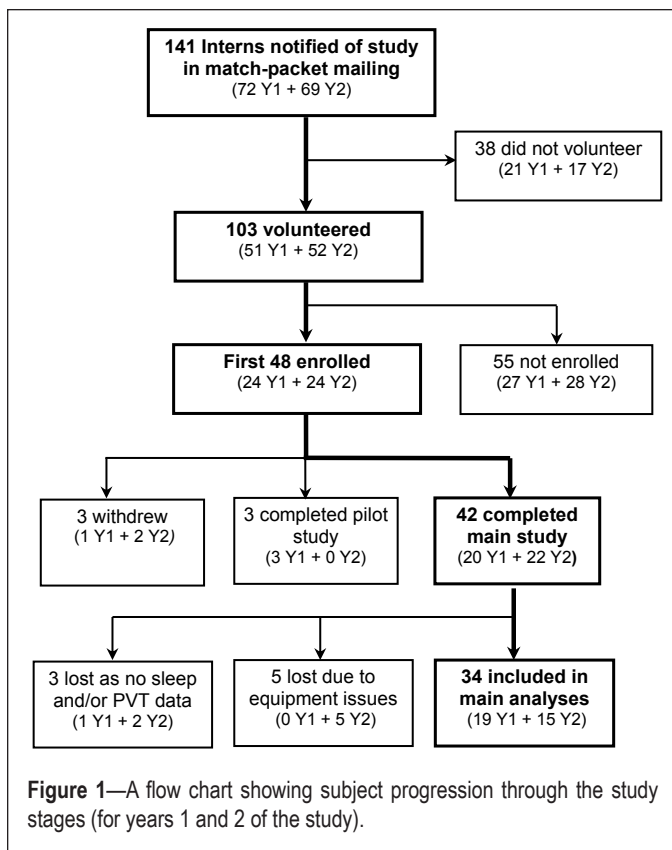 141 Interns notified of study
in match-packet mailing
(72 Y1 + 69 Y2)
38 did not volunteer
(21 Y1 + 17 Y2)
103 volunteered
(51 Y1 + 52 Y2)
First 48 enrolled
(24 Y1 + 24 Y2)
55 not enrolled
(27 Y1 + 28 Y2)
3 withdrew
(1 Y1 + 2 Y2)
3 completed pilot
study
(3 Y1 + 0 Y2)
42 completed
main study
(20 Y1 + 22 Y2)
3 lost as no sleep
and/or PVT data
(1 Y1 + 2 Y2)
5 lost due to
equipment issues
(0 Y1 + 5 Y2)
34 included in
main analyses
(19 Y1 + 15 Y2)
Figure 1—A flow chart showing subject progression through the study
stages (for years 1 and 2 of the study).